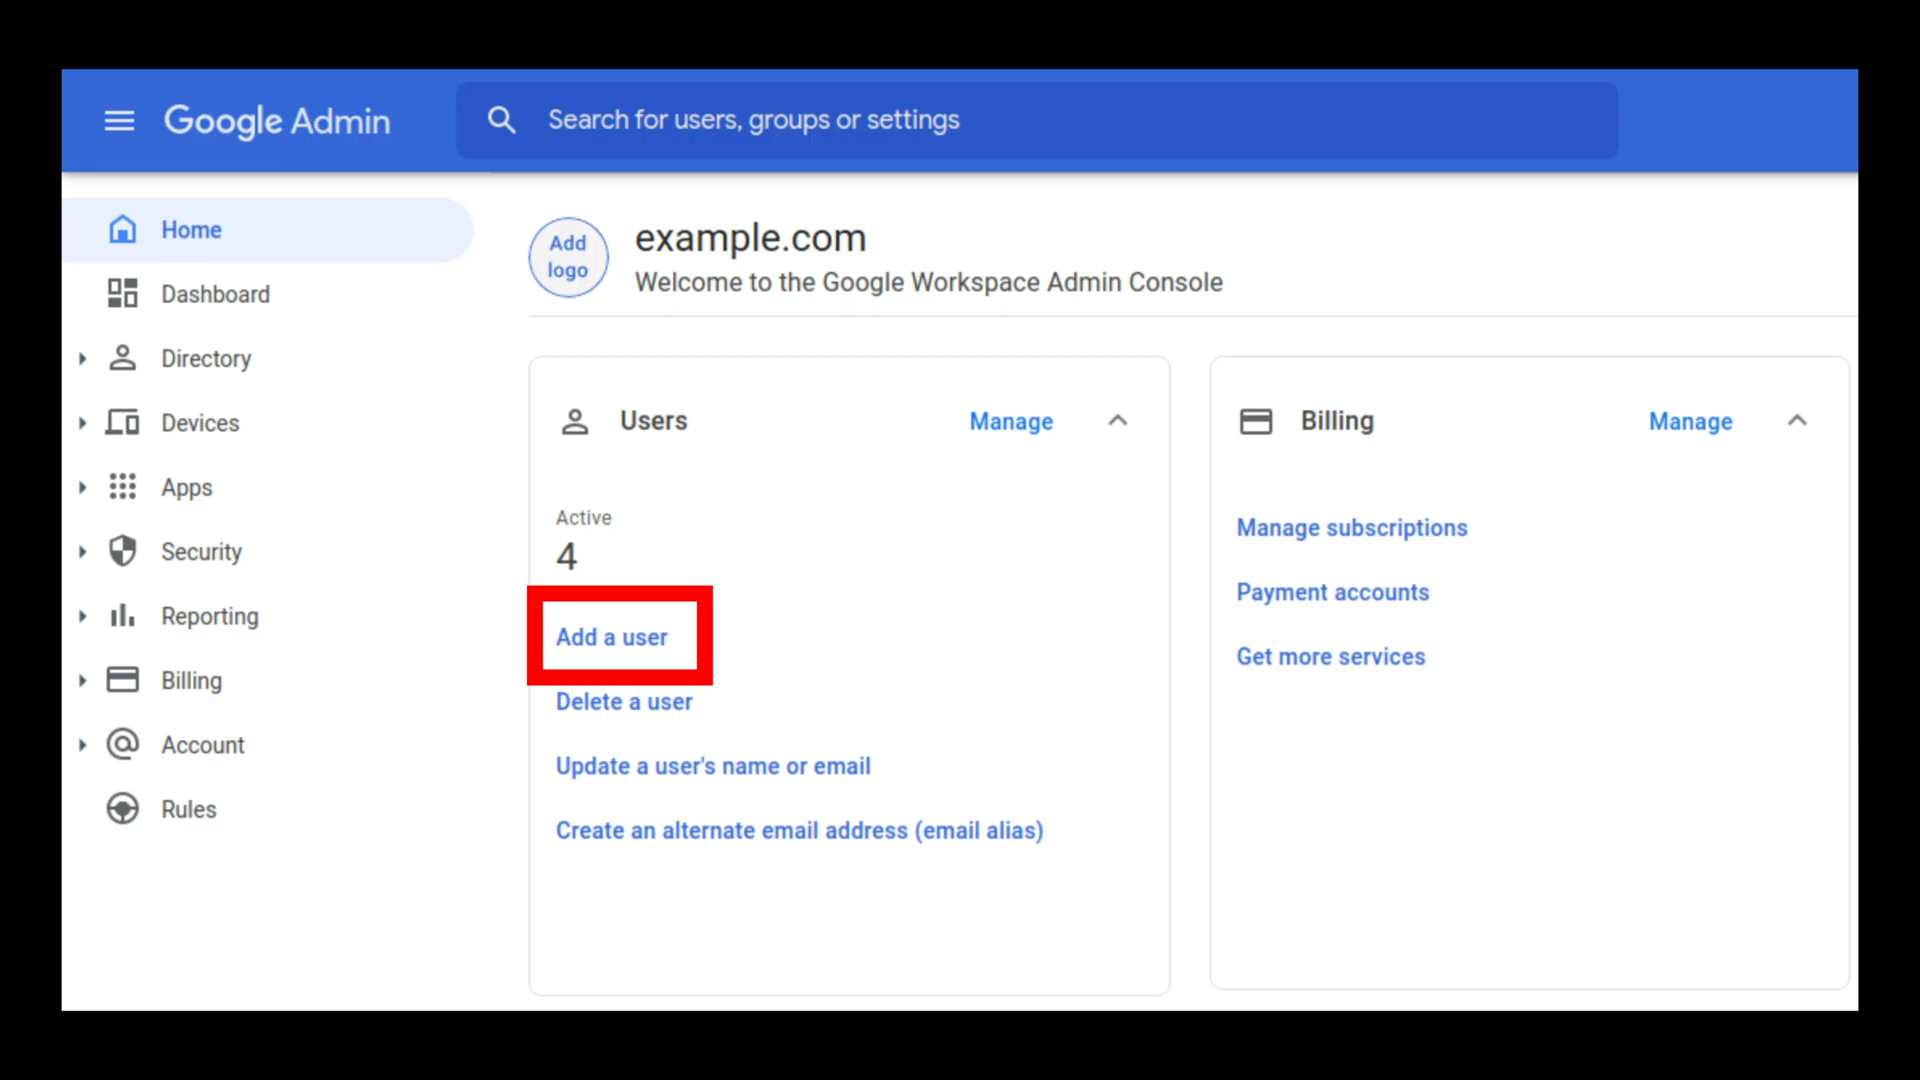 Google Admin
Search for users, groups or settings
Home
Dashboard
Directory
Devices
Apps
Security
Reporting
Billing
Account
Rules
Add
logo
example.com
Welcome to the Google Workspace Admin Console
Users
Manage
Active
4
Add a user
Delete a user
Update a user's name or email
Create an alternate email address (email alias)
Billing
Manage
Manage subscriptions
Payment accounts
Get more services